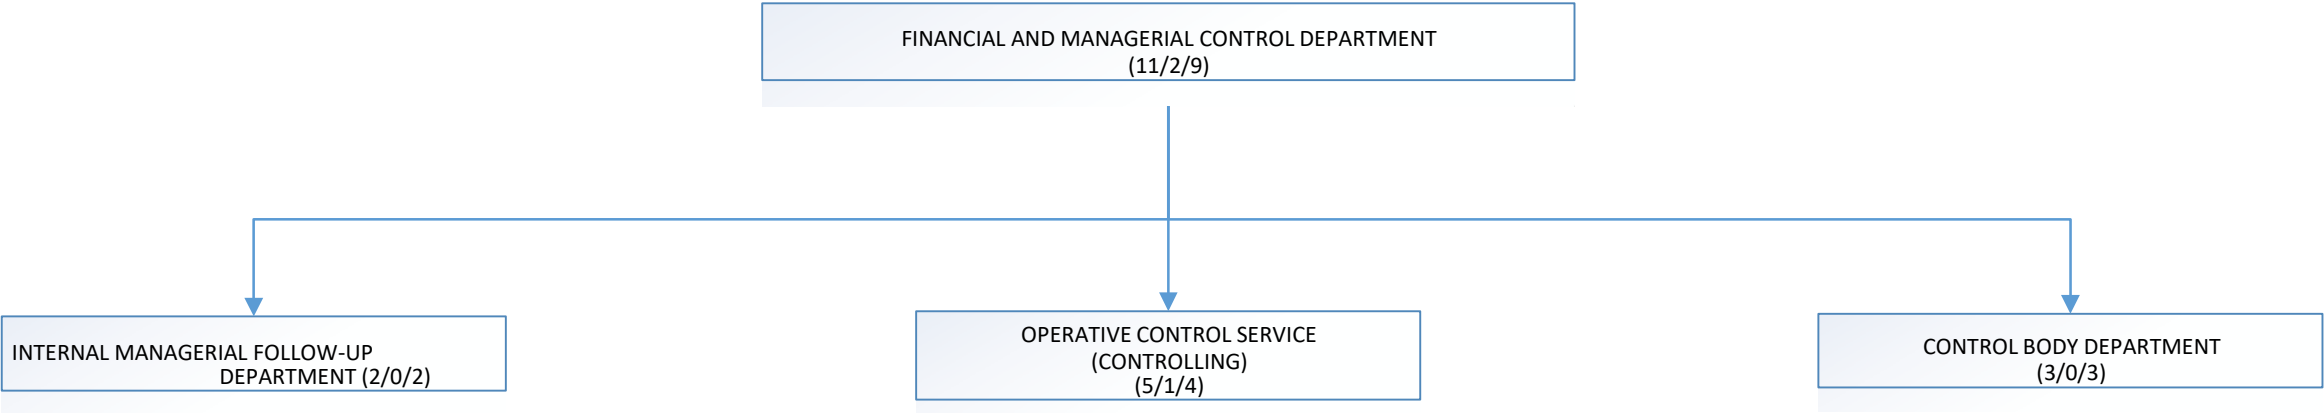 FINANCIAL AND MANAGERIAL CONTROL DEPARTMENT
(11/2/9)
INTERNAL MANAGERIAL FOLLOW-UP
DEPARTMENT (2/0/2)
OPERATIVE CONTROL SERVICE
(CONTROLLING)
(5/1/4)
CONTROL BODY DEPARTMENT
(3/0/3)